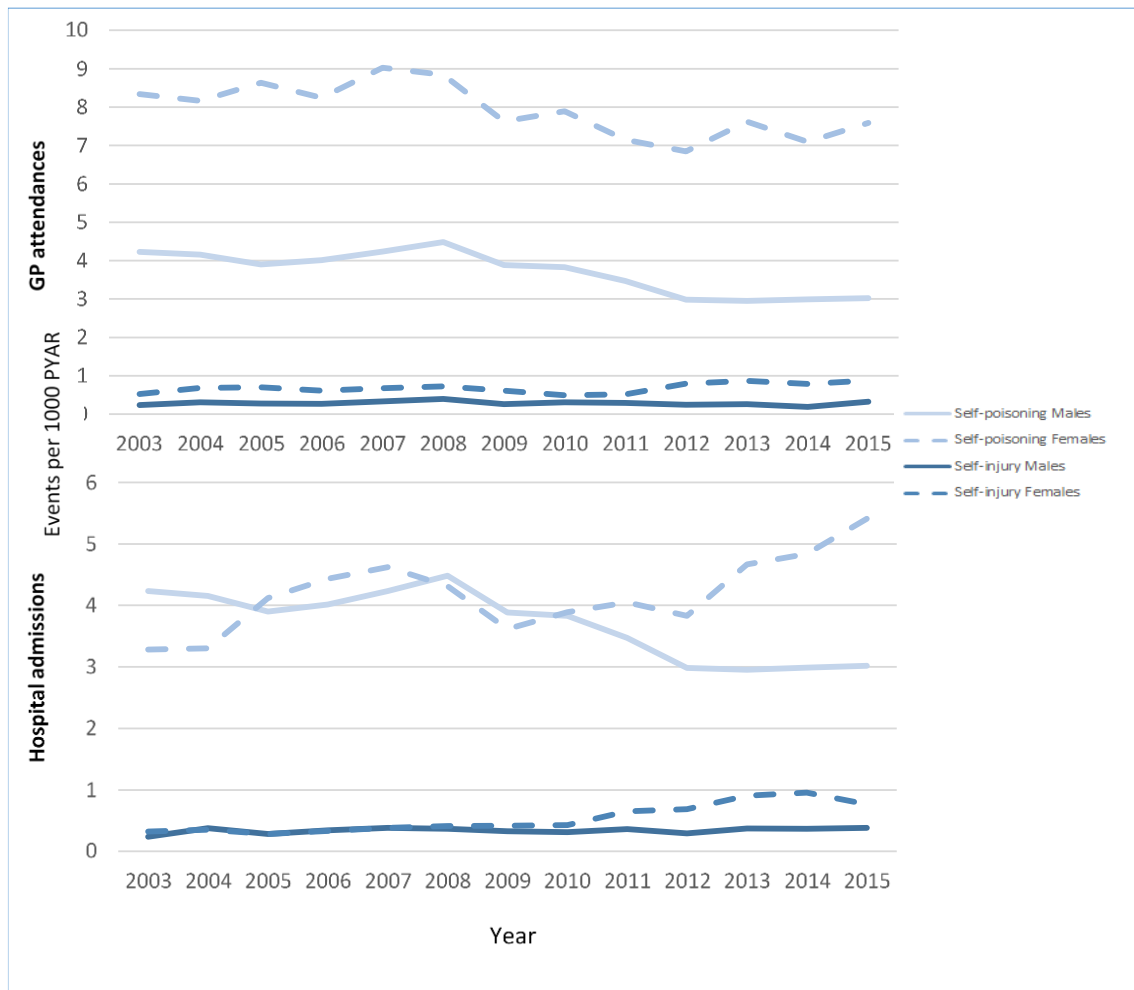 GP attendances
10
9
8
7
6
5
4
3
2
1
2003 2004 2005 2006 2007 2008 2009 2010 2011 2012 2013 2014 2015
Events per 1000 PYAR
Self-poisoning Males
Self-poisoning Females
Self-injury Males
Self-injury Females
Hospital admissions
6
5
4
3
2
1
0
2003 2004 2005 2006 2007 2008 2009 2010 2011 2012 2013 2014 2015
Year